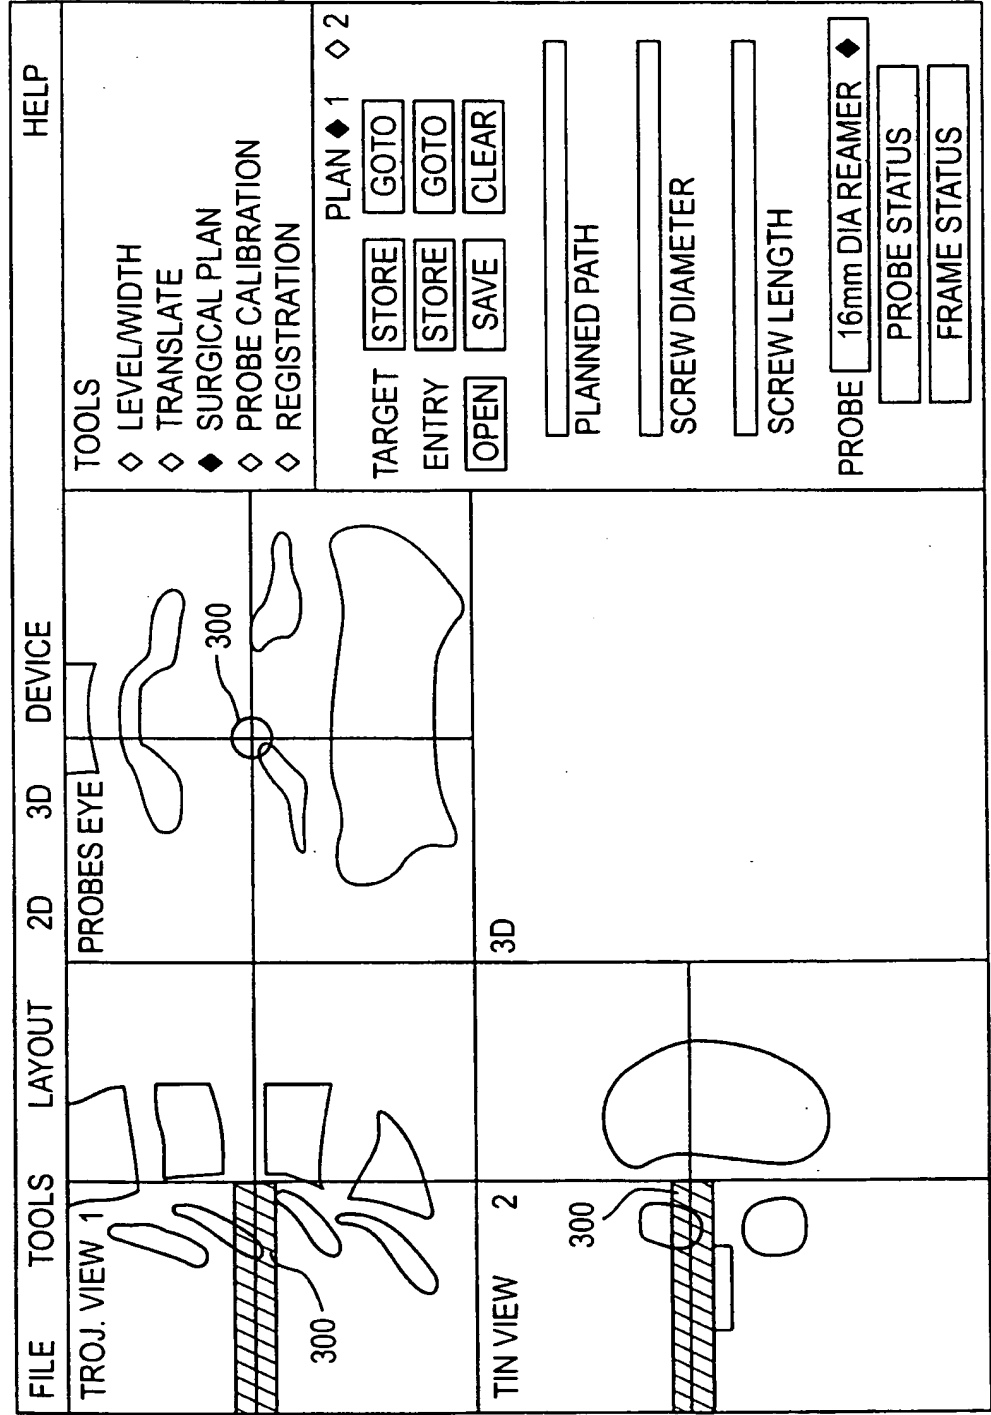 FILE TOOLS LAYOUT 2D 3D DEVICE HELP
TROJ. VIEW 1
300
PROBES EYE
300
TIN VIEW 2
300
3D
TOOLS
LEVEL/WIDTH
TRANSLATE
SURGICAL PLAN
PROBE CALIBRATION
REGISTRATION
PLAN 1 2
TARGET STORE GOTO
ENTRY STORE GOTO
OPEN SAVE CLEAR
PLANNED PATH
SCREW DIAMETER
SCREW LENGTH
PROBE 16mm DIA REAMER
PROBE STATUS
FRAME STATUS